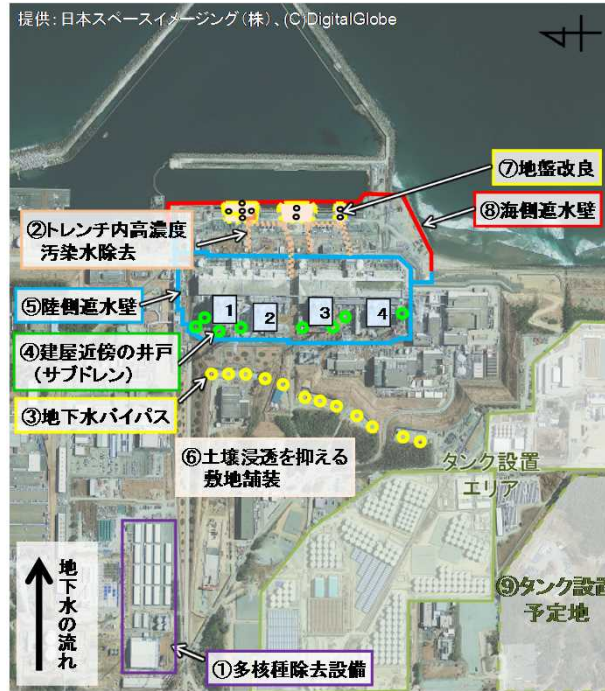 提供:日本スペースイメージング(株)、(C)DigitalGlobe
⑦地盤改良
⑧海側遮水壁
②トレンチ内高濃度
汚染水除去
⑤陸側遮水壁
1
2
3
4
④建屋近傍の井戸
(サブドレン)
③地下水バイパス
⑥土壌浸透を抑える
敷地舗装
タンク設置
エリア
地下水の流れ
⑨タンク設置
予定地
①多核種除去設備